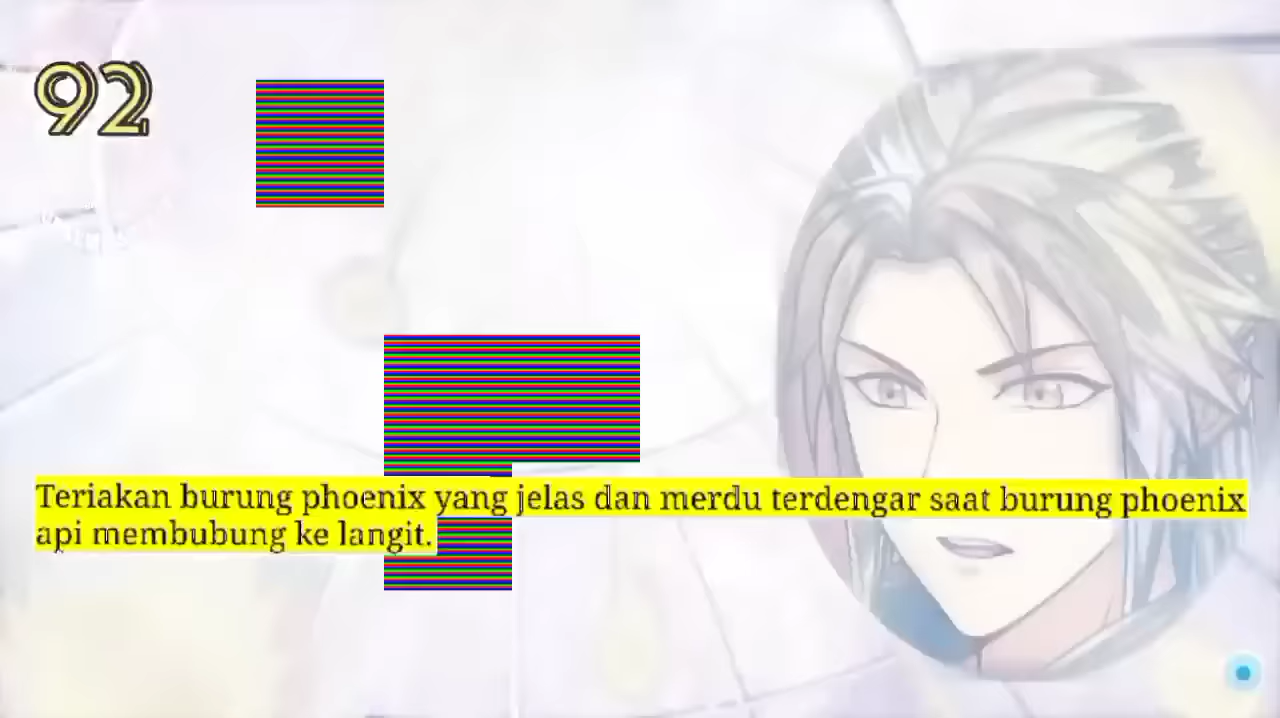 92
Teriakan burung phoenix yang jelas dan merdu terdengar saat burung phoenix
api membubung ke langit.